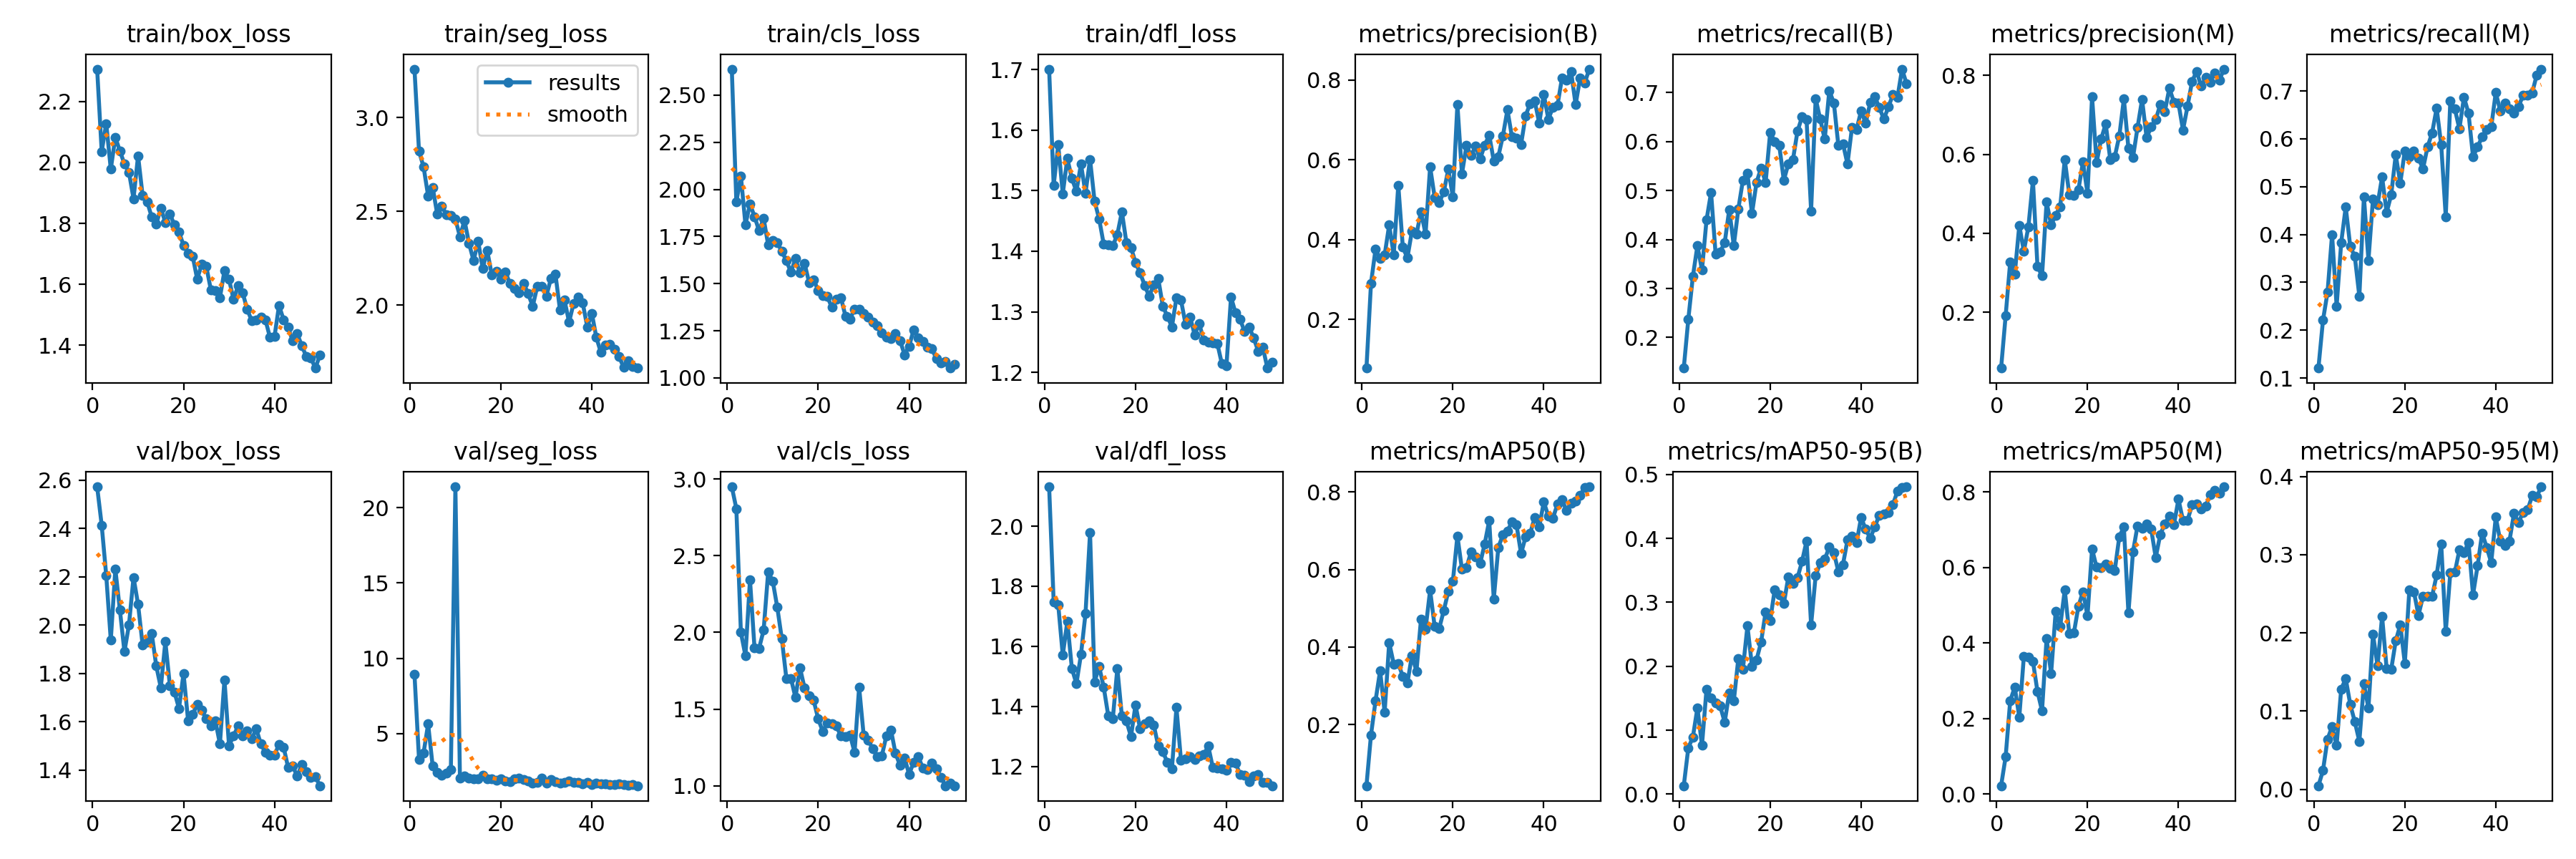 train/box_loss
train/seg_loss
train/cls_loss
train/dfl_loss
metrics/precision(B)
metrics/recall(B)
metrics/precision(M)
metrics/recall(M)
2.2
2.0
1.8
1.6
1.4
0 20 40
3.0
2.5
2.0
results
smooth
0 20 40
2.50
2.25
2.00
1.75
1.50
1.25
1.00
0 20 40
1.7
1.6
1.5
1.4
1.3
1.2
0 20 40
0.8
0.6
0.4
0.2
0 20 40
0.7
0.6
0.5
0.4
0.3
0.2
0 20 40
0.8
0.6
0.4
0.2
0 20 40
0.7
0.6
0.5
0.4
0.3
0.2
0.1
0 20 40
val/box_loss
val/seg_loss
val/cls_loss
val/dfl_loss
metrics/mAP50(B)
metrics/mAP50-95(B)
metrics/mAP50(M)
metrics/mAP50-95(M)
2.6
2.4
2.2
2.0
1.8
1.6
1.4
0 20 40
20
15
10
5
0 20 40
3.0
2.5
2.0
1.5
1.0
0 20 40
2.0
1.8
1.6
1.4
1.2
0 20 40
0.8
0.6
0.4
0.2
0 20 40
0.5
0.4
0.3
0.2
0.1
0.0
0 20 40
0.8
0.6
0.4
0.2
0.0
0 20 40
0.4
0.3
0.2
0.1
0.0
0 20 40